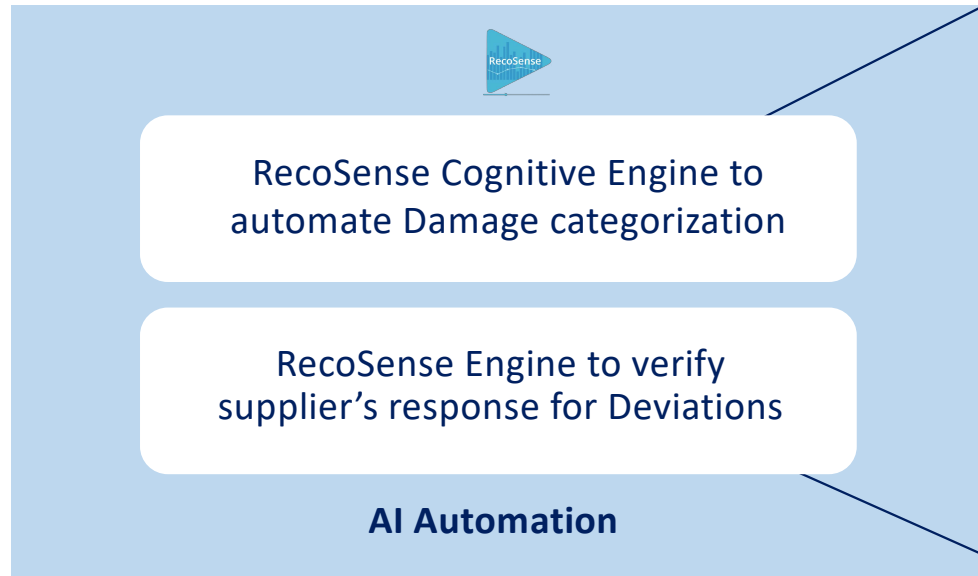 RecoSense
RecoSense Cognitive Engine to
automate Damage categorization
RecoSense Engine to verify
supplier’s response for Deviations
AI Automation